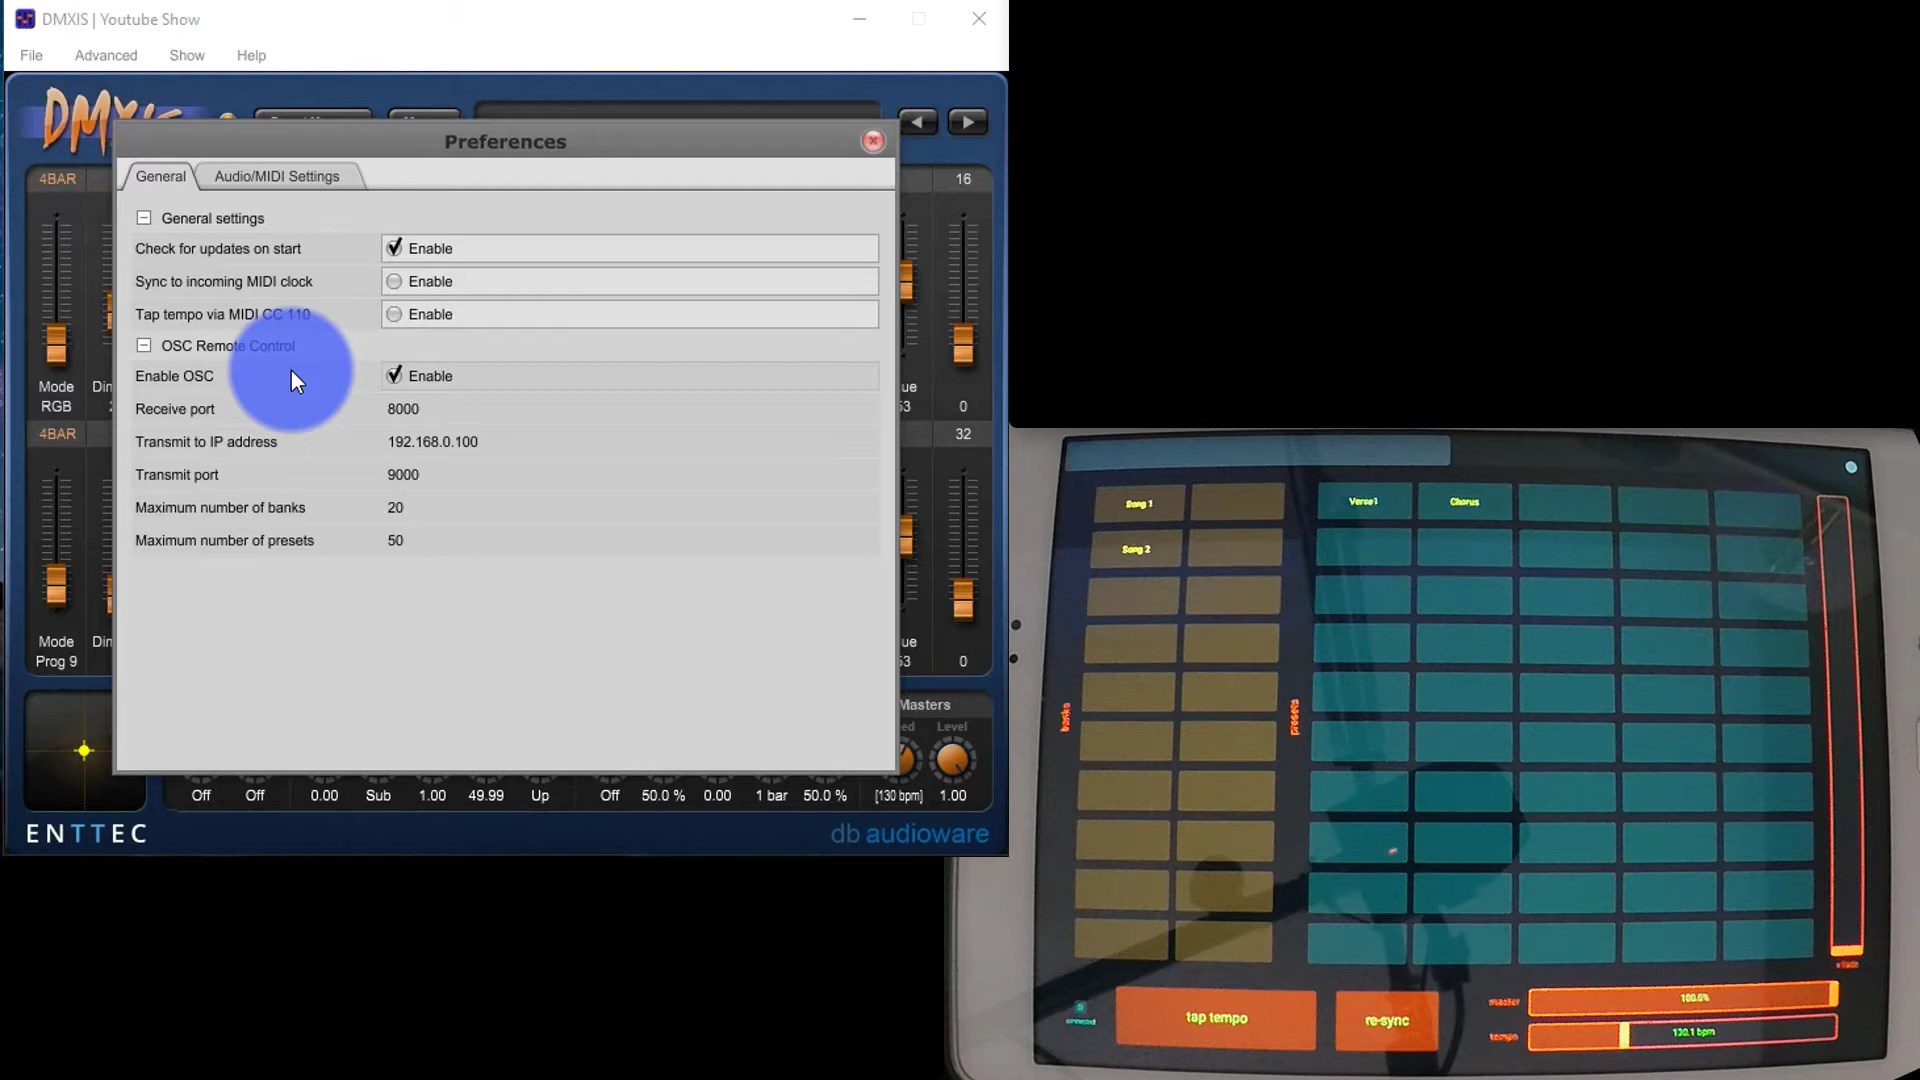 DMXIS | Youtube Show
File Advanced Show Help
DMXIS
Preferences
General Audio/MIDI Settings
4BAR
16
General settings
Check for updates on start Enable
Sync to incoming MIDI clock Enable
Tap tempo via MIDI CC 110 Enable
OSC Remote Control
Enable OSC Enable
Receive port 8000
Transmit to IP address 192.168.0.100
Transmit port 9000
Maximum number of banks 20
Maximum number of presets 50
Mode
RGB
0
4BAR
32
Mode
Prog 9
0
Masters
Level
Off Off 0.00 Sub 1.00 49.99 Up Off 50.0 % 0.00 1 bar 50.0 % [130 bpm] 1.00
ENTTEC
db audioware
Song 1
Verse1
Chorus
Song 2
banks
presets
connected
tap tempo
re-sync
master 100.0%
tempo 130.1 bpm